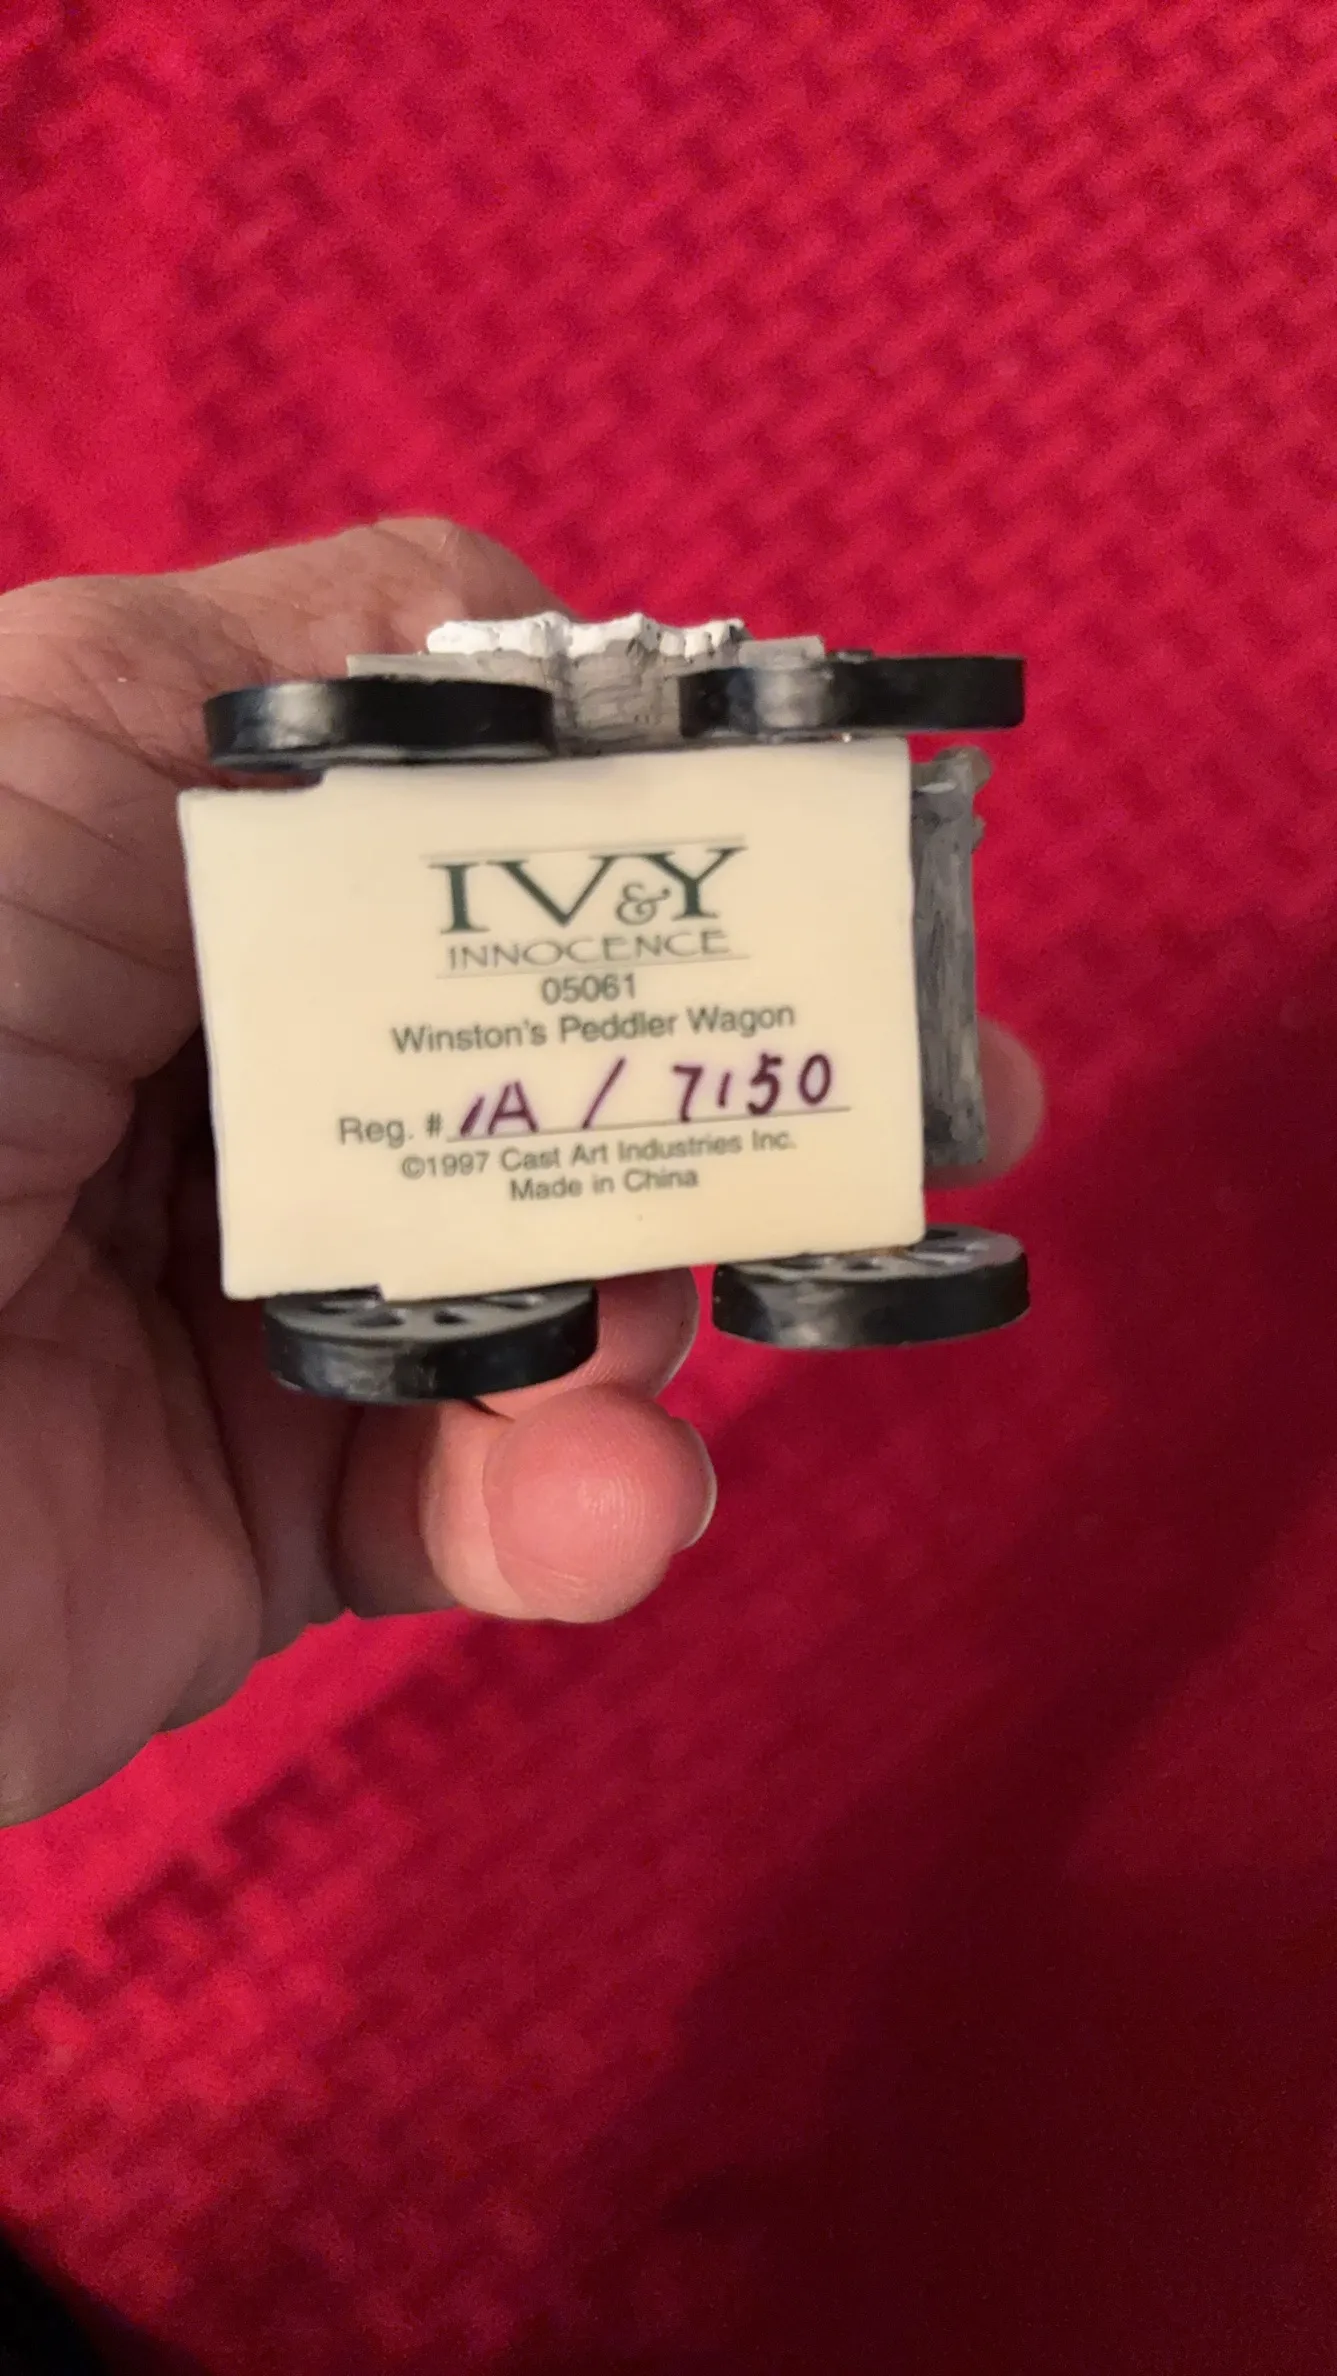 IV&Y
INNOCENCE
05061
Winston's Peddler Wagon
Reg. # 1A / 7150
©1997 Cast Art Industries Inc.
Made in China